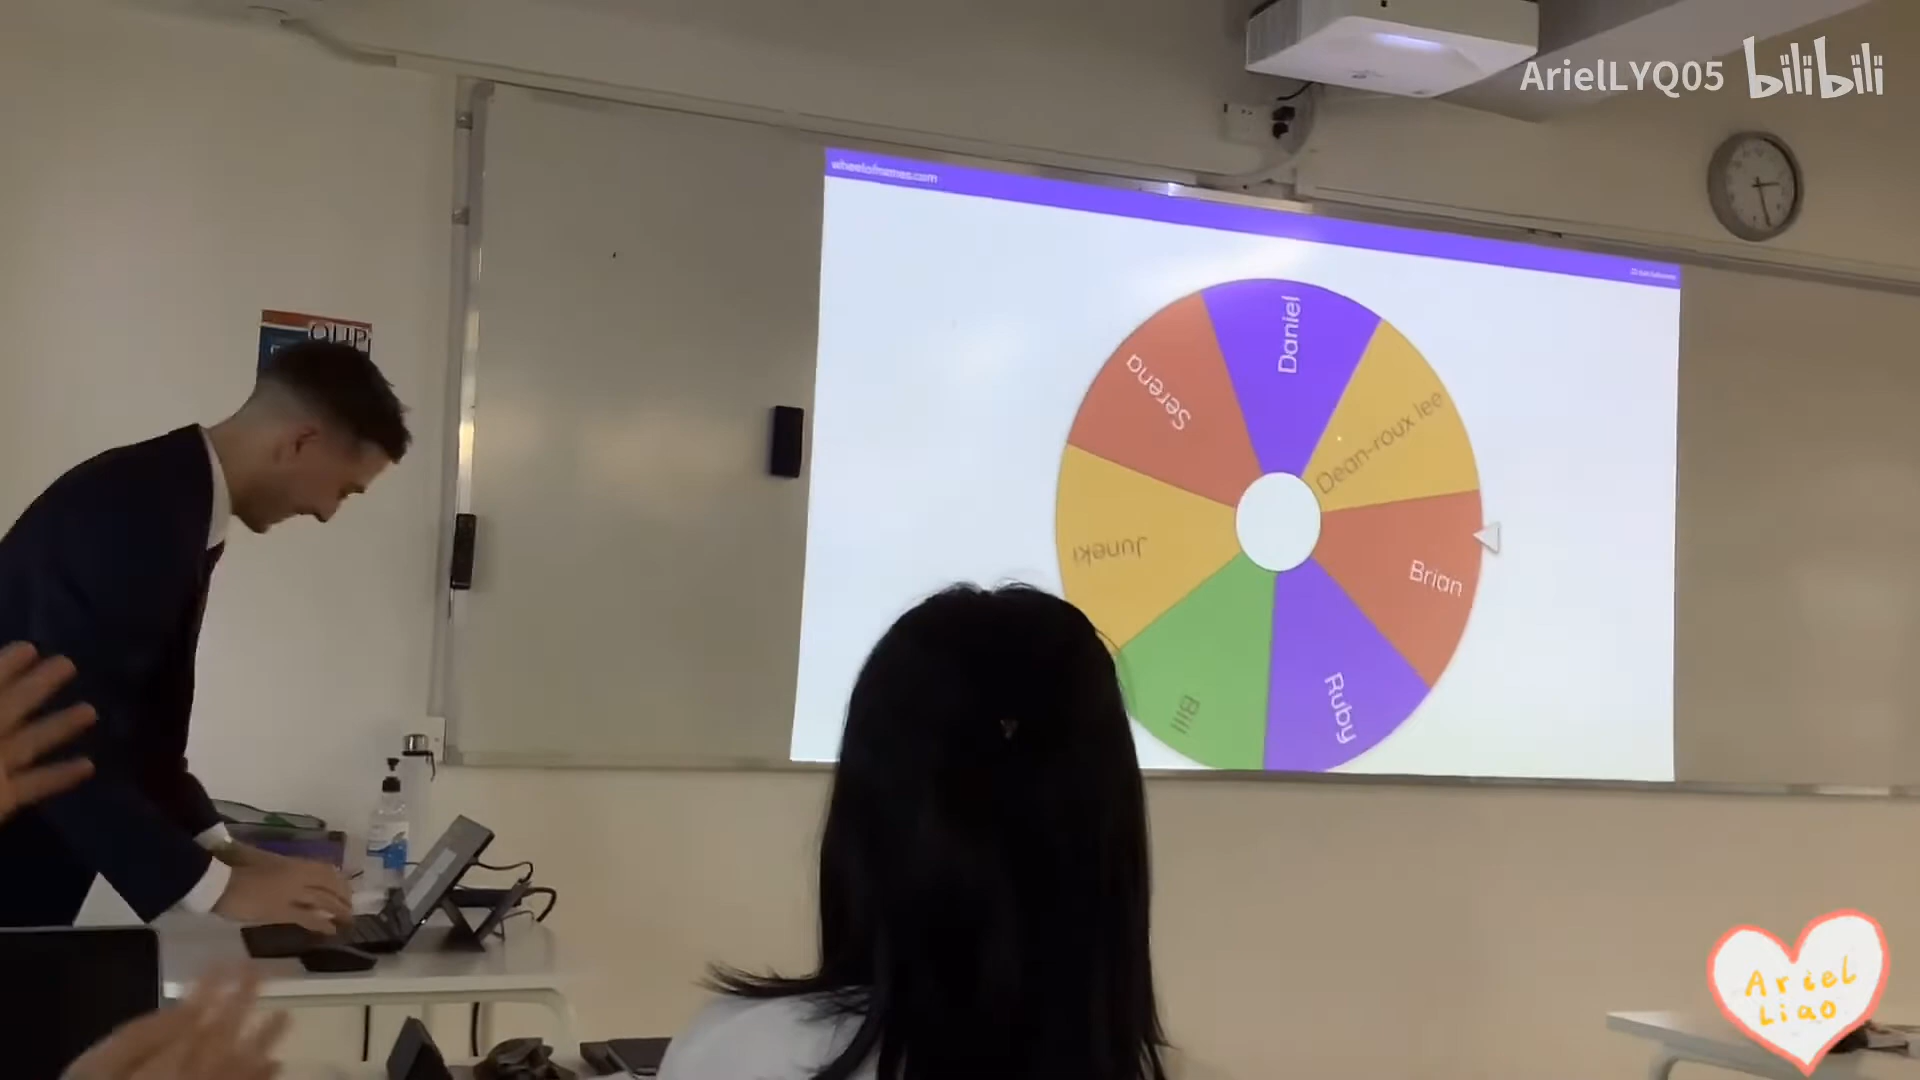 ArielLYQ05 bilibili
wheelofnames.com
Daniel
Dean-roux lee
Serena
Juneki
Brian
Bill
Ruby
Ariel
Liao